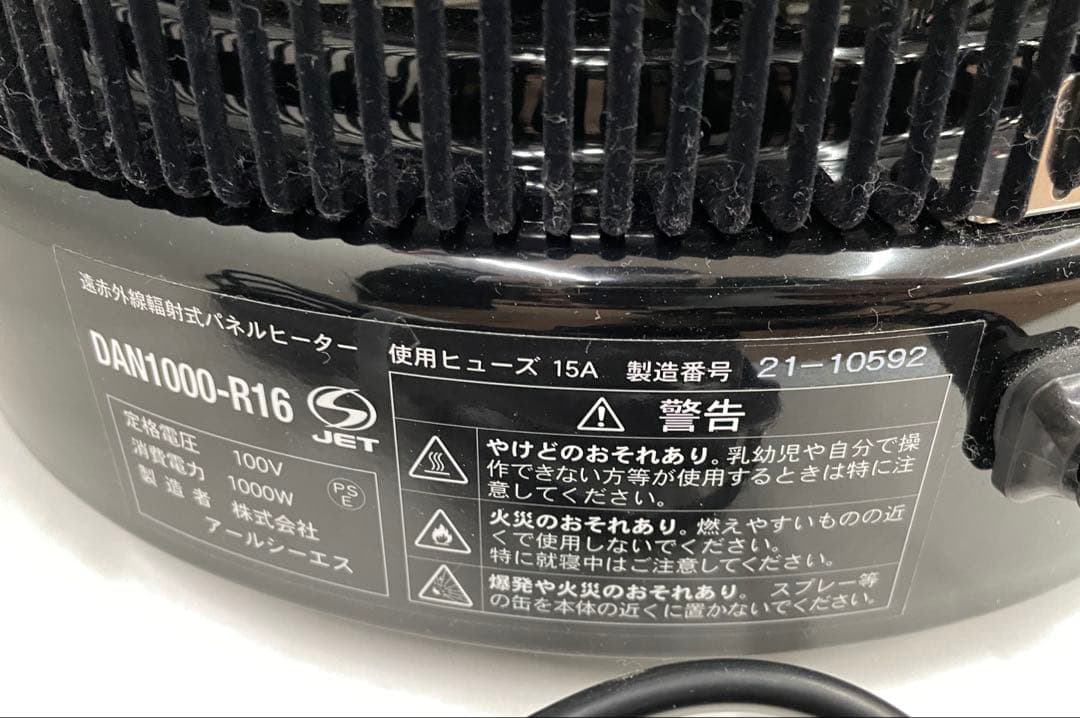 遠赤外線輻射式パネルヒーター
DAN1000-R16
JET
定格電圧 100V
消費電力 1000W
PS
E
製造者 株式会社
アールシーエス
使用ヒューズ 15A 製造番号 21-10592
警告
やけどのおそれあり。乳幼児や自分で操
作できない方等が使用するときは特に注
意してください。
火災のおそれあり。燃えやすいものの近
くで使用しないでください。
特に就寝中はご注意してください。
爆発や火災のおそれあり。 スプレー等
の缶を本体の近くに置かないでください。